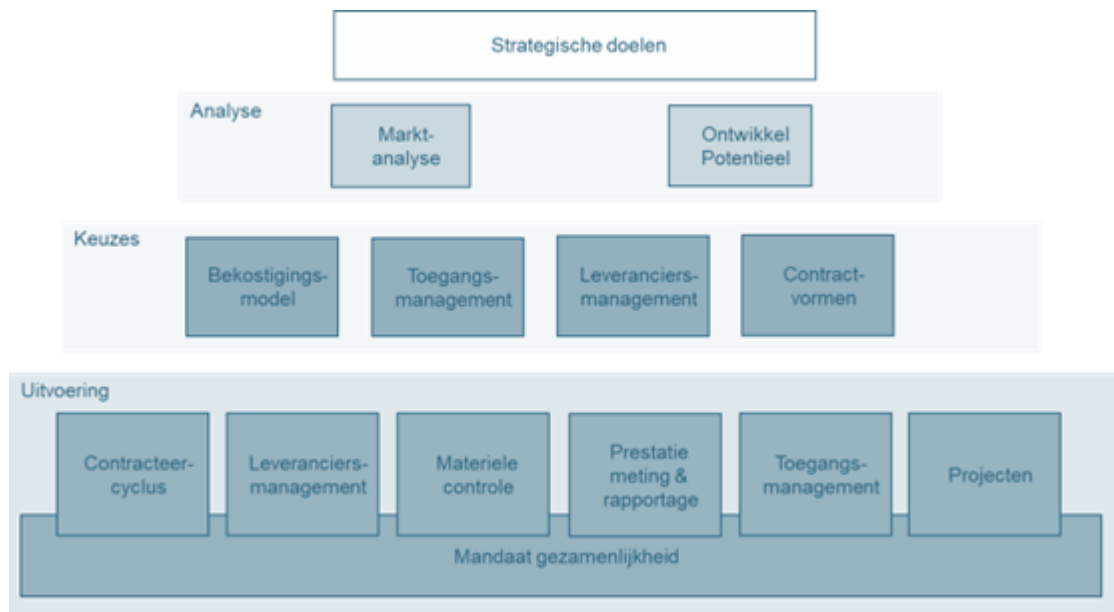 Strategische doelen
Analyse
Markt-
analyse
Ontwikkel
Potentieel
Keuzes
Bekostigings-
model
Toegangs-
management
Leveranciers-
management
Contract-
vormen
Uitvoering
Contracteer-
cyclus
Leveranciers-
management
Materiele
controle
Prestatie
meting &
rapportage
Toegangs-
management
Projecten
Mandaat gezamenlijkheid